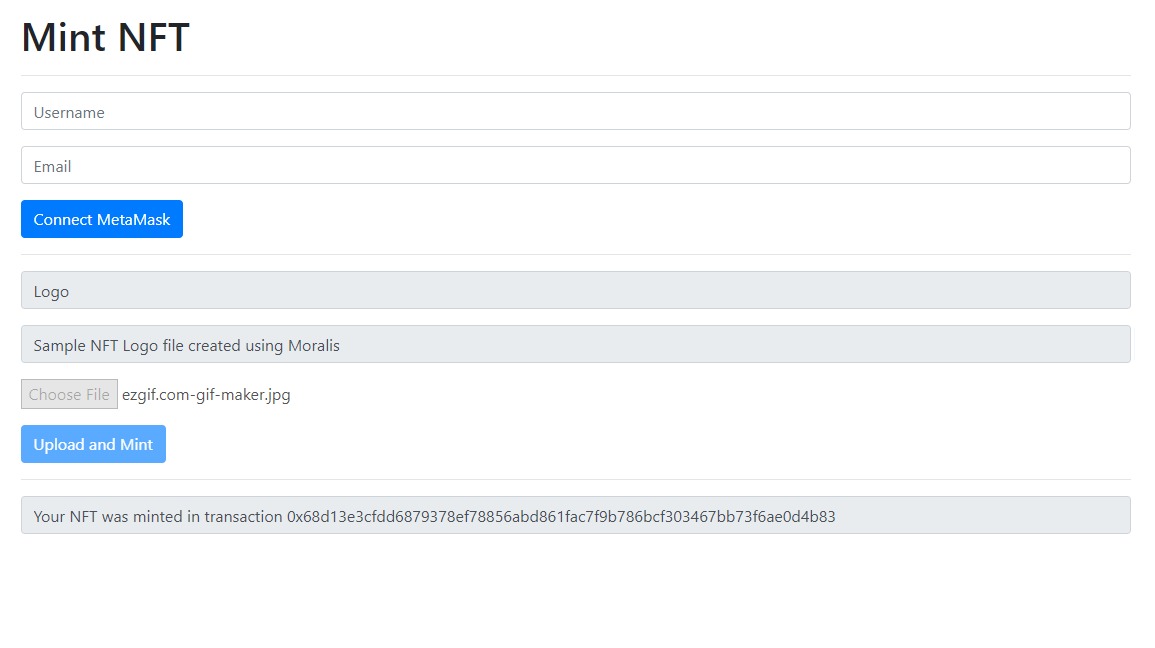 Mint NFT
Username
Email
Connect MetaMask
Logo
Sample NFT Logo file created using Moralis
Choose File ezgif.com-gif-maker.jpg
Upload and Mint
Your NFT was minted in transaction 0x68d13e3cfdd6879378ef78856abd861fac7f9b786bcf303467bb73f6ae0d4b83